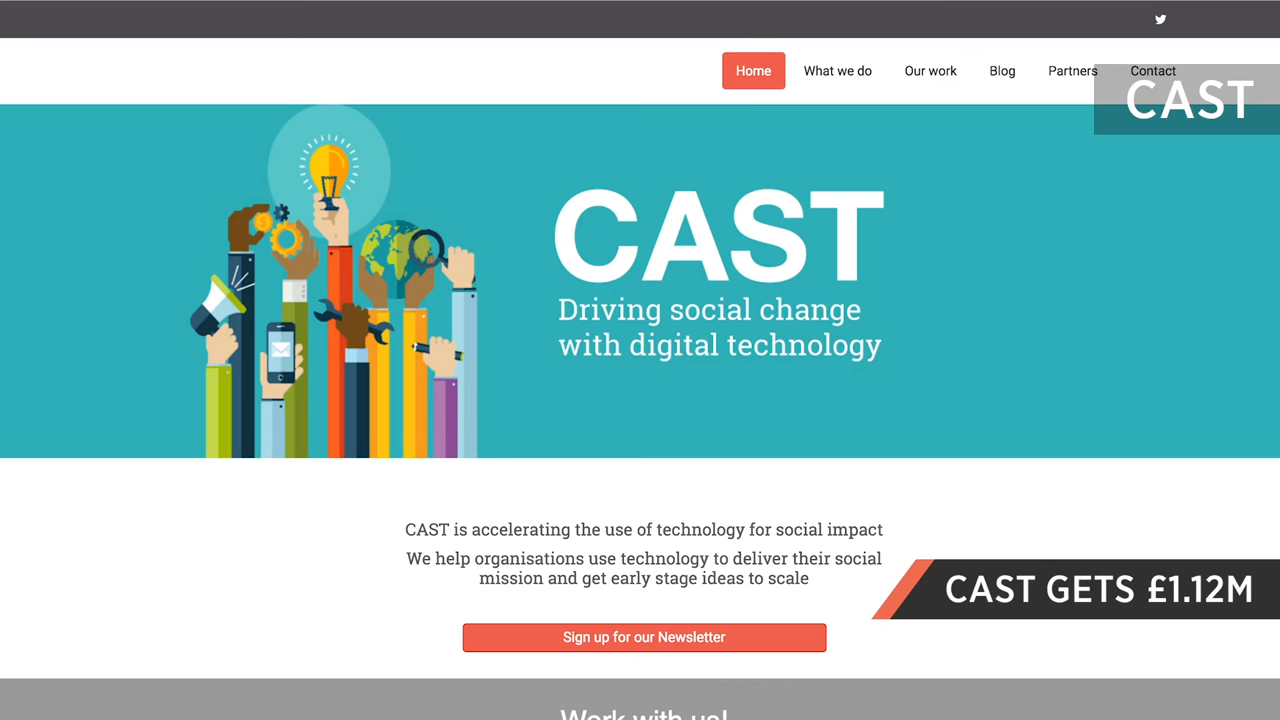 Home What we do Our work Blog Partners Contact
CAST
CAST
Driving social change
with digital technology
CAST is accelerating the use of technology for social impact
We help organisations use technology to deliver their social
mission and get early stage ideas to scale
CAST GETS £1.12M
Sign up for our Newsletter
Work with us!